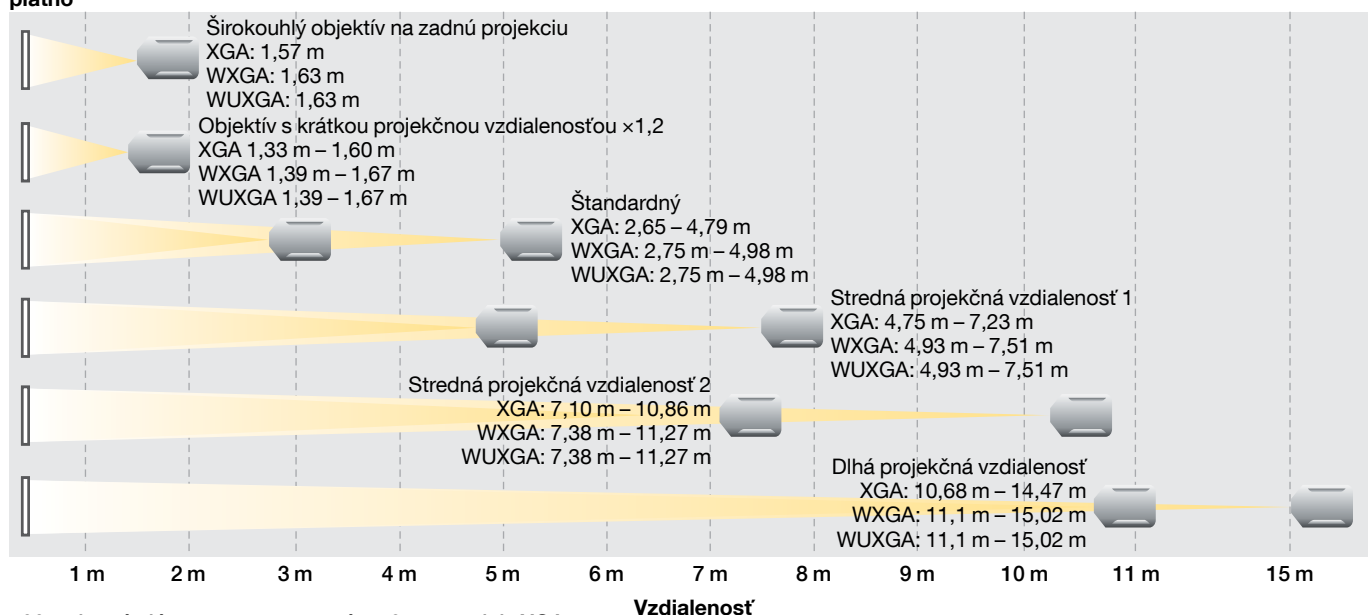 plátno
Širokouhlý objektív na zadnú projekciu
XGA: 1,57 m
WXGA: 1,63 m
WUXGA: 1,63 m
Objektív s krátkou projekčnou vzdialenosťou ×1,2
XGA 1,33 m – 1,60 m
WXGA 1,39 m – 1,67 m
WUXGA 1,39 – 1,67 m
Štandardný
XGA: 2,65 – 4,79 m
WXGA: 2,75 m – 4,98 m
WUXGA: 2,75 m – 4,98 m
Stredná projekčná vzdialenosť 1
XGA: 4,75 m – 7,23 m
WXGA: 4,93 m – 7,51 m
WUXGA: 4,93 m – 7,51 m
Stredná projekčná vzdialenosť 2
XGA: 7,10 m – 10,86 m
WXGA: 7,38 m – 11,27 m
WUXGA: 7,38 m – 11,27 m
Dlhá projekčná vzdialenosť
XGA: 10,68 m – 14,47 m
WXGA: 11,1 m – 15,02 m
WUXGA: 11,1 m – 15,02 m
1 m 2 m 3 m 4 m 5 m 6 m 7 m 8 m 9 m 10 m 11 m 15 m
Vzdialenosť